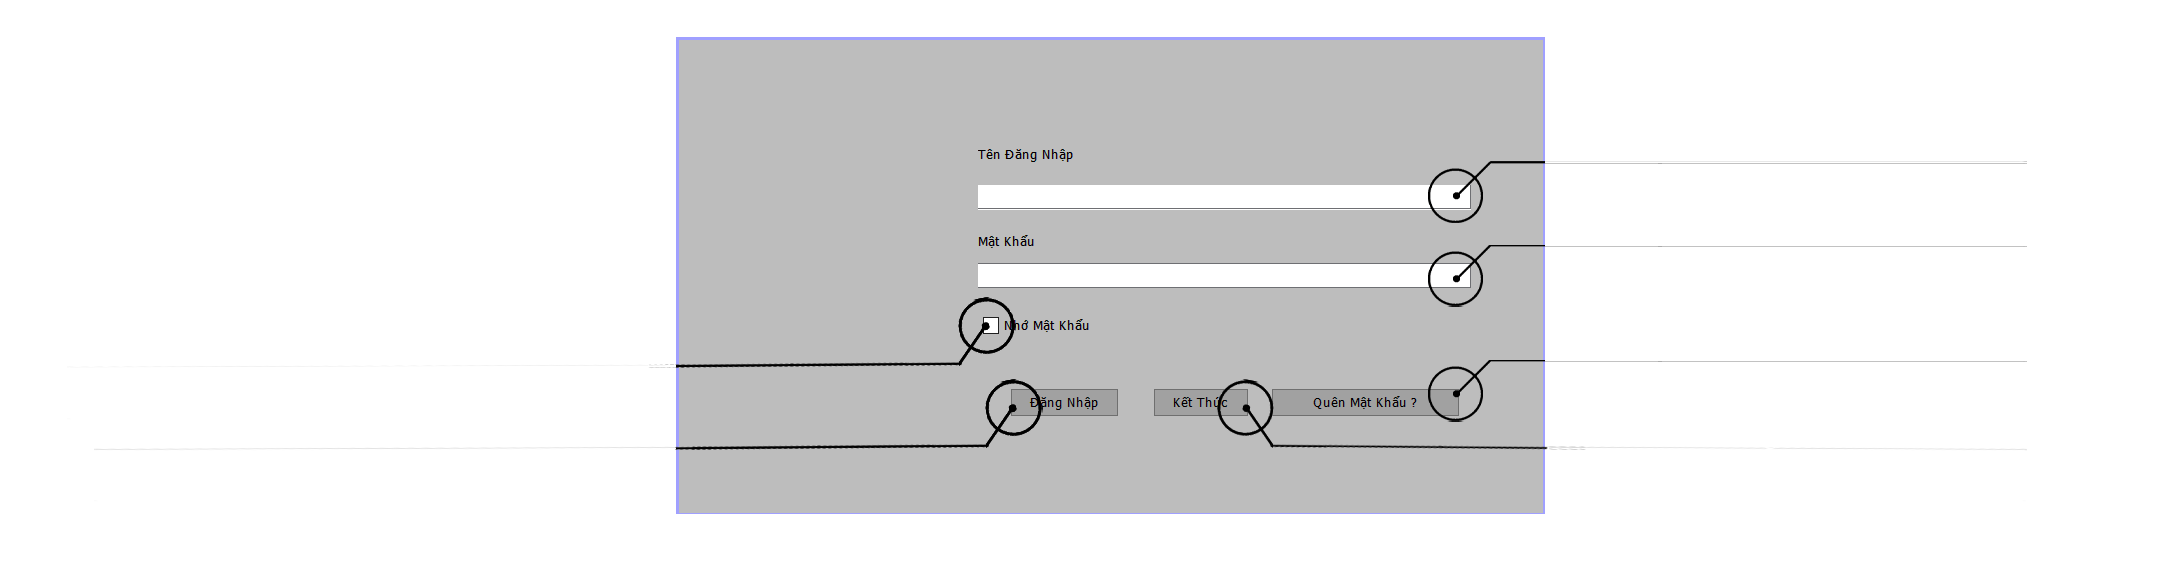 Tên Đăng Nhập
Mật Khẩu
Nhớ Mật Khẩu
Đăng Nhập
Kết Thúc
Quên Mật Khẩu ?